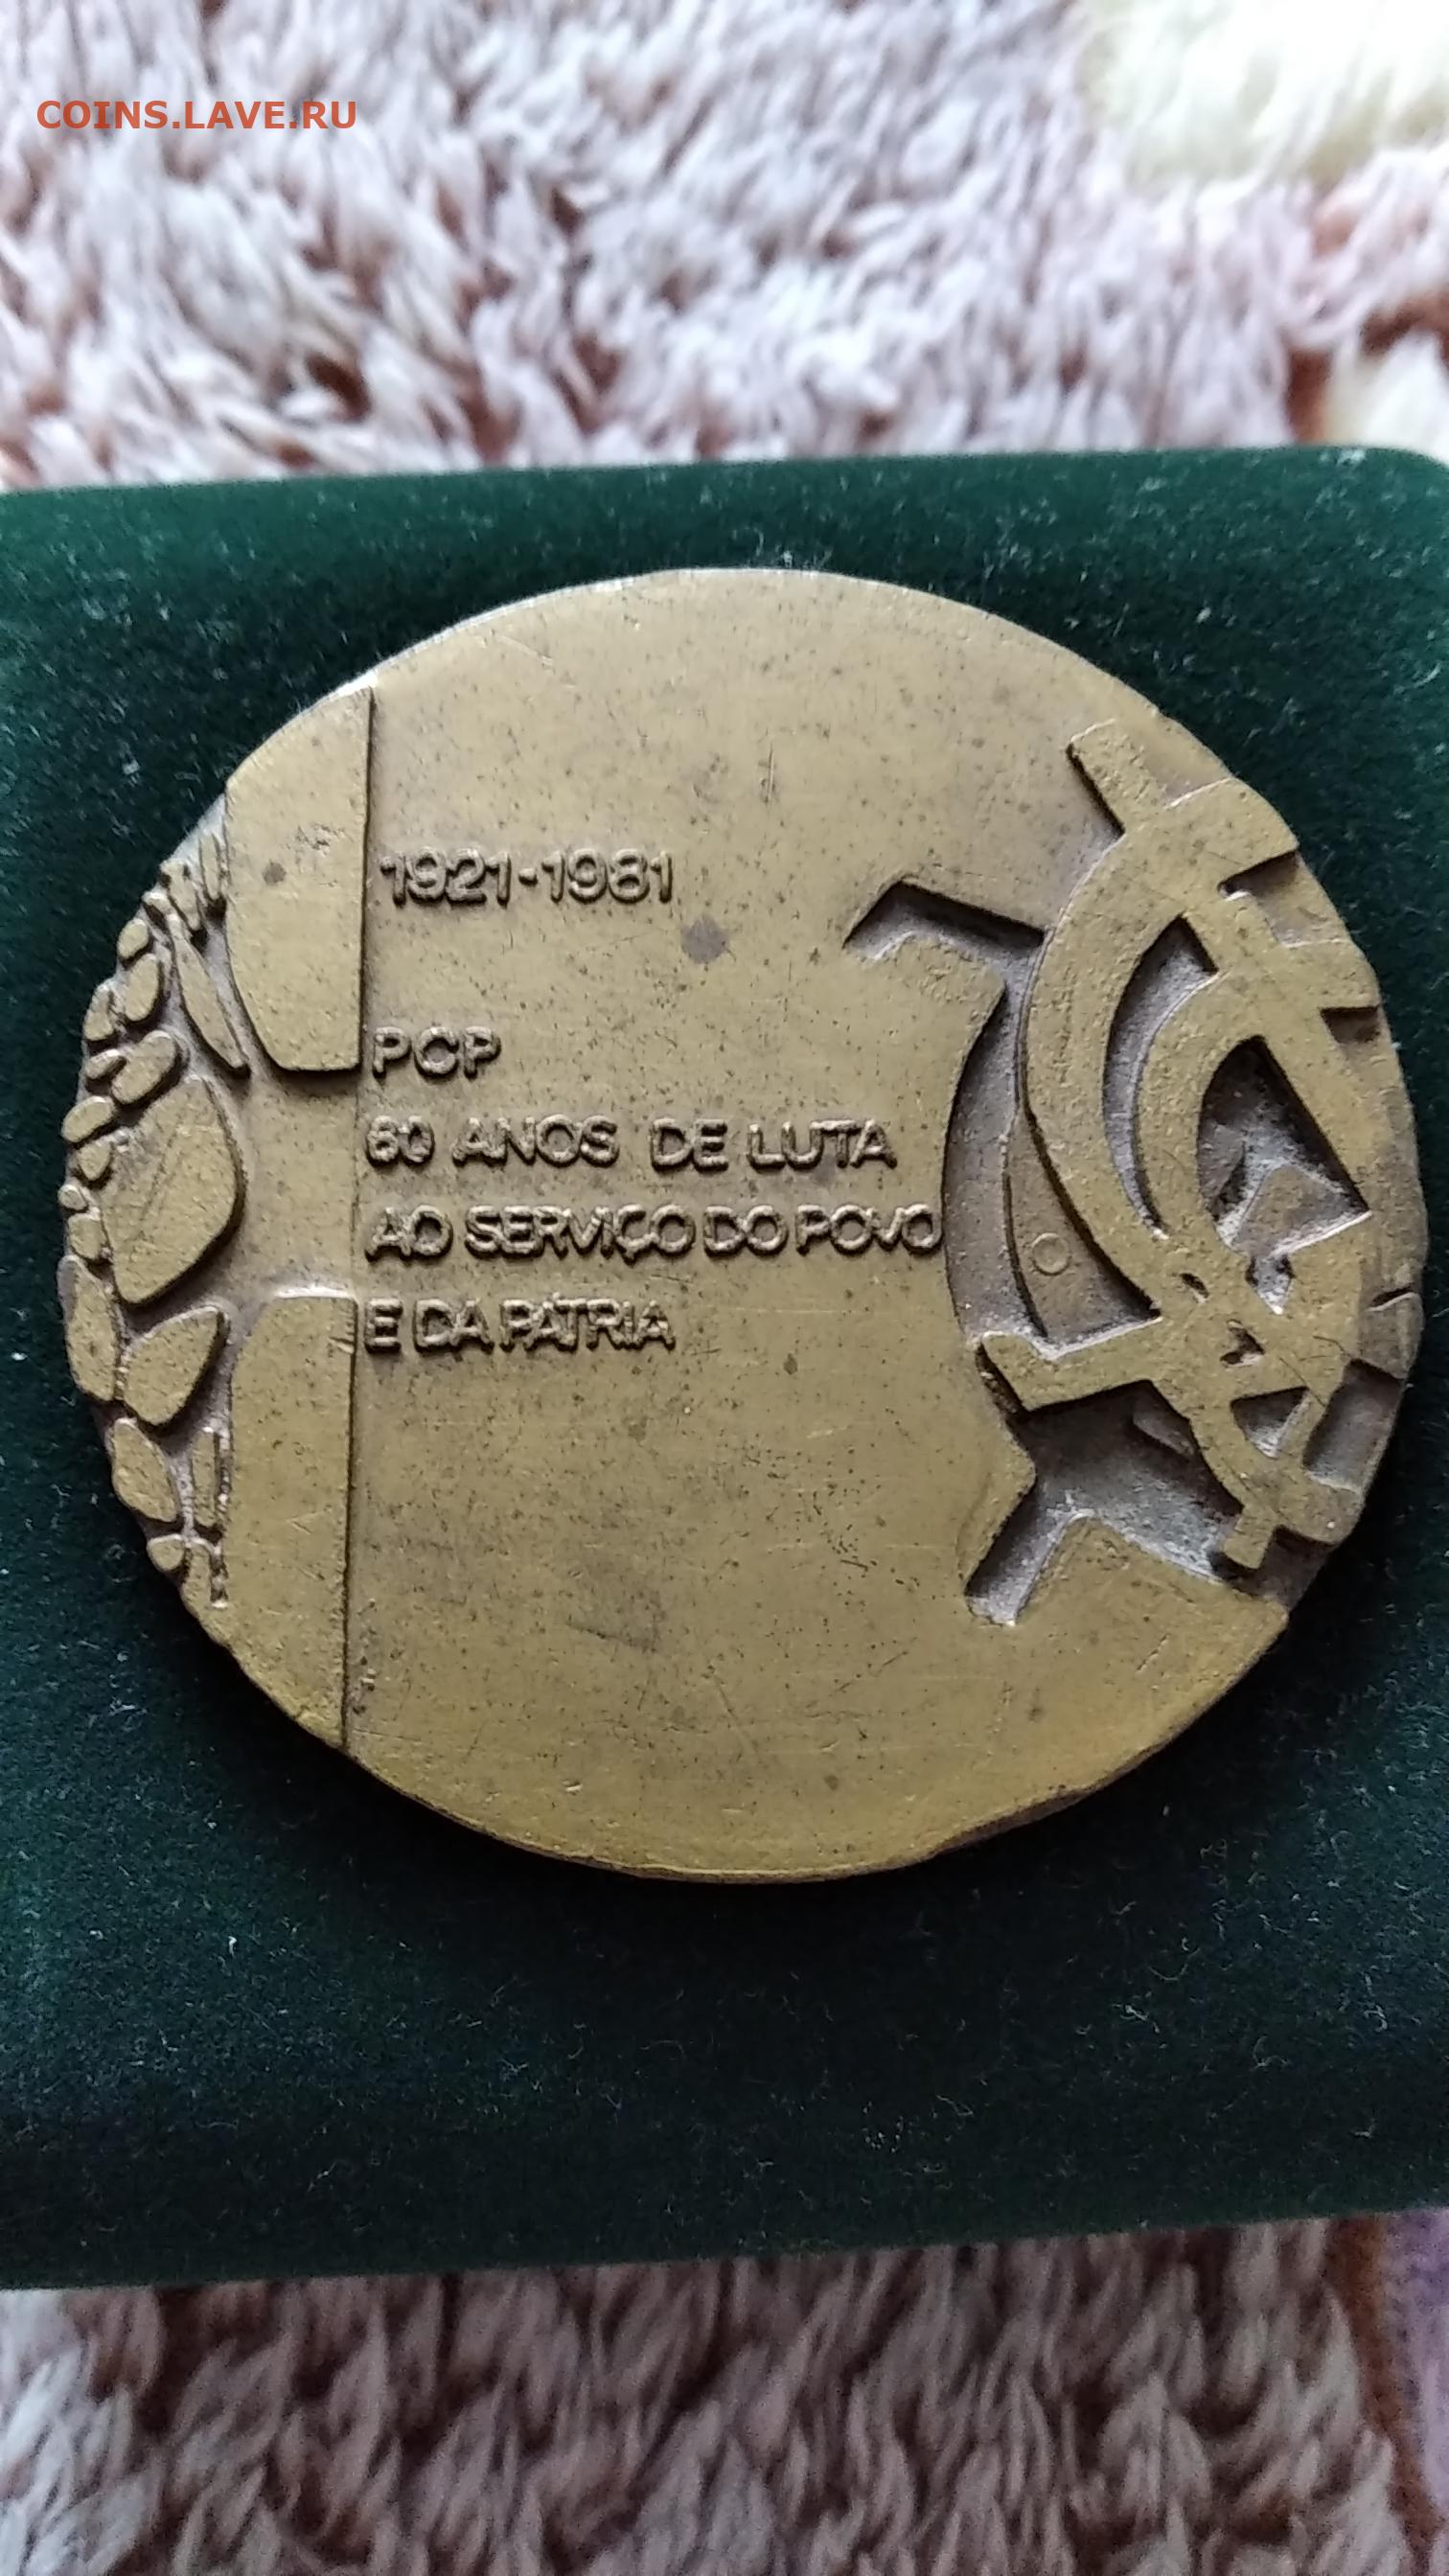 COINS.LAVE.RU
1921-1981
PCP
60 ANOS DE LUTA
AO SERVIÇO DO POVO
E DA PÁTRIA